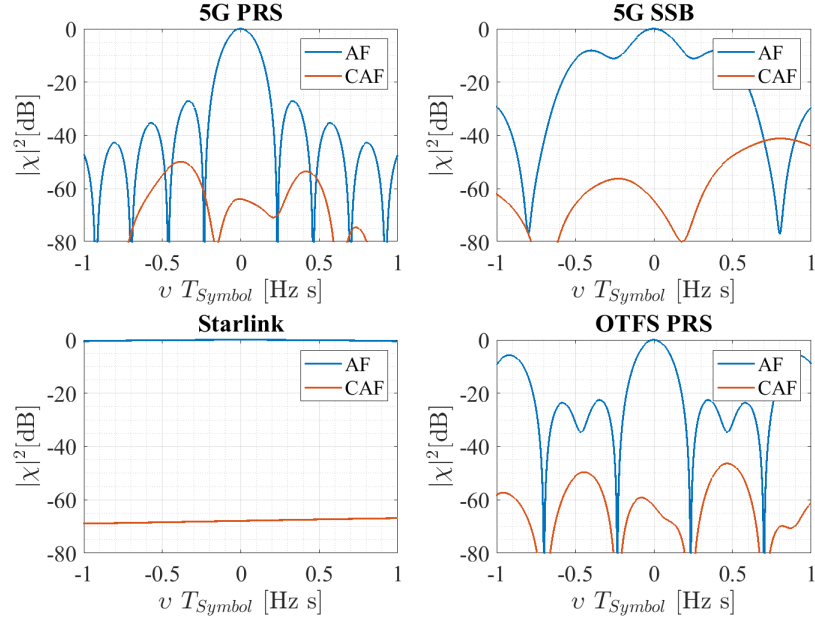 5G PRS
0
-20
-40
-60
-80
|χ|²[dB]
AF
CAF
-1
-0.5
0
0.5
1
υ T_Symbol [Hz s]
5G SSB
0
-20
-40
-60
-80
|χ|²[dB]
AF
CAF
-1
-0.5
0
0.5
1
υ T_Symbol [Hz s]
Starlink
0
-20
-40
-60
-80
|χ|²[dB]
AF
CAF
-1
-0.5
0
0.5
1
υ T_Symbol [Hz s]
OTFS PRS
0
-20
-40
-60
-80
|χ|²[dB]
AF
CAF
-1
-0.5
0
0.5
1
υ T_Symbol [Hz s]